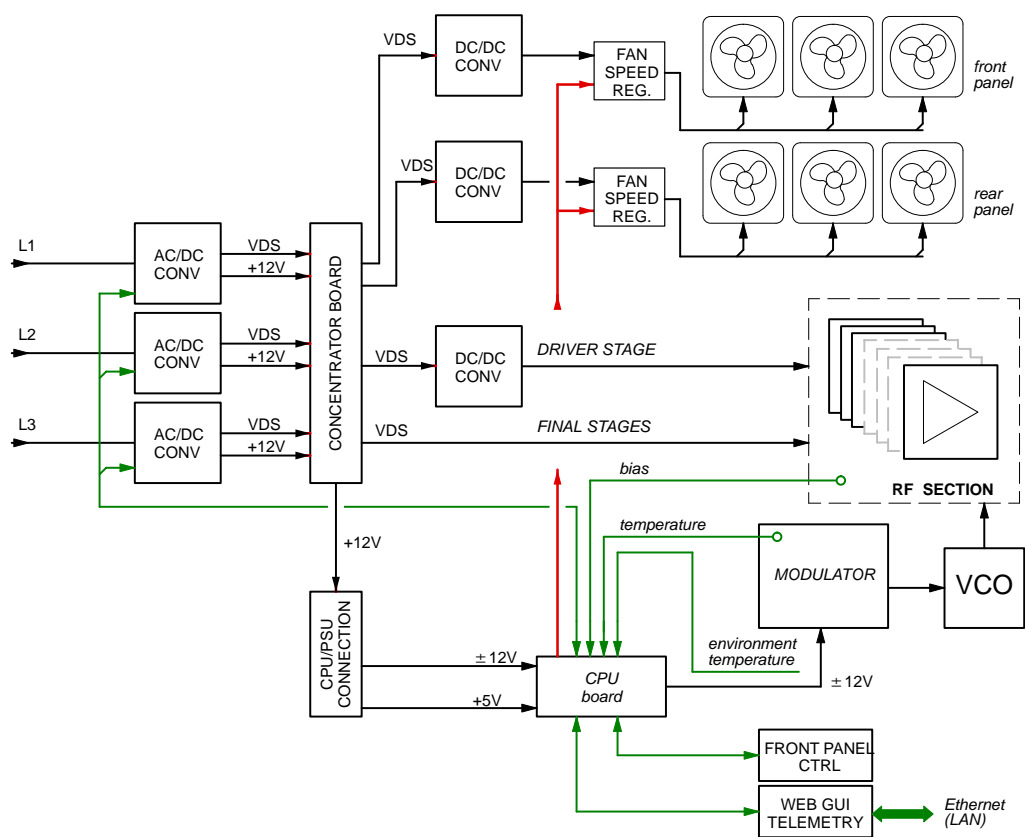 VDS
DC/DC
CONV
FAN
SPEED
REG.
front
panel
VDS
DC/DC
CONV
FAN
SPEED
REG.
rear
panel
L1
AC/DC
CONV
VDS
+12V
L2
AC/DC
CONV
VDS
+12V
L3
AC/DC
CONV
VDS
+12V
CONCENTRATOR BOARD
VDS
DC/DC
CONV
DRIVER STAGE
VDS
FINAL STAGES
RF SECTION
bias
temperature
MODULATOR
VCO
+12V
CPU/PSU
CONNECTION
±12V
+5V
CPU
board
environment
temperature
±12V
FRONT PANEL
CTRL
WEB GUI
TELEMETRY
Ethernet
(LAN)